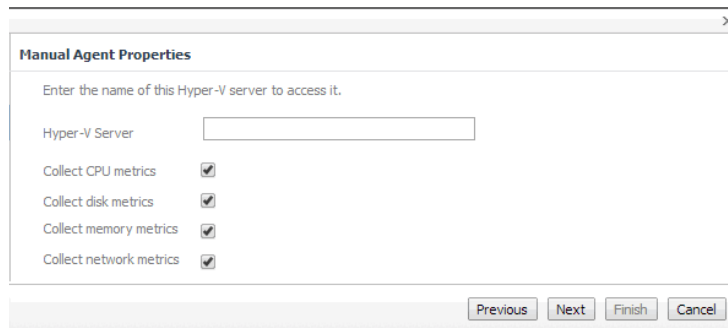 Manual Agent Properties
Enter the name of this Hyper-V server to access it.
Hyper-V Server
Collect CPU metrics
Collect disk metrics
Collect memory metrics
Collect network metrics
Previous Next Finish Cancel